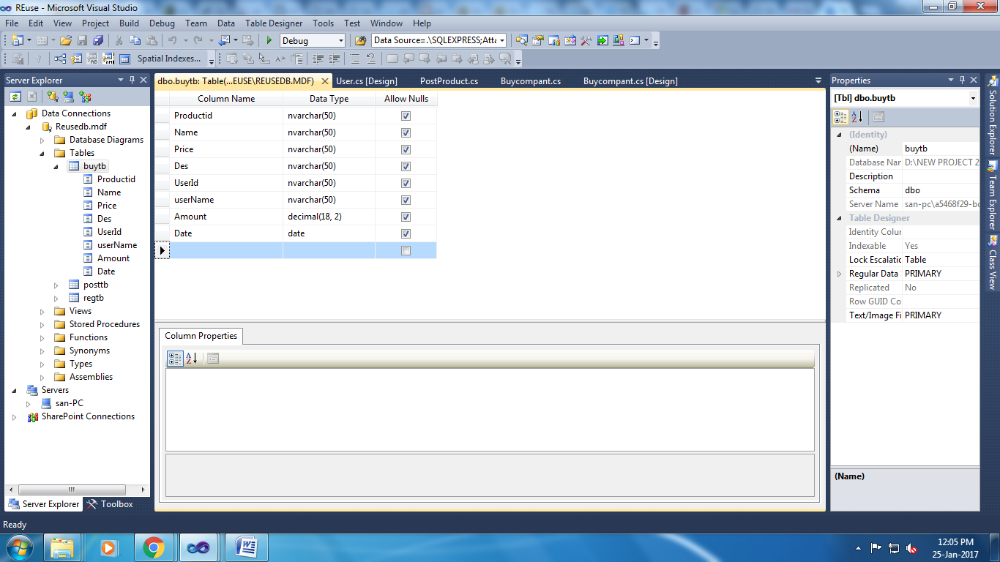 REuse - Microsoft Visual Studio
File Edit View Project Build Debug Team Data Table Designer Tools Test Window Help
Debug Data Source=.\SQLEXPRESS;Atta
Spatial Indexes...
Server Explorer
Data Connections
Reusedb.mdf
Database Diagrams
Tables
buytb
Productid
Name
Price
Des
UserId
userName
Amount
Date
posttb
regtb
Views
Stored Procedures
Functions
Synonyms
Types
Assemblies
Servers
san-PC
SharePoint Connections
Server Explorer Toolbox
dbo.buytb: Table(...EUSE\REUSEDB.MDF) User.cs [Design] PostProduct.cs Buycompant.cs Buycompant.cs [Design]
Column Name Data Type Allow Nulls
Productid nvarchar(50)
Name nvarchar(50)
Price nvarchar(50)
Des nvarchar(50)
UserId nvarchar(50)
userName nvarchar(50)
Amount decimal(18, 2)
Date date
Column Properties
Properties
[Tbl] dbo.buytb
(Identity)
(Name) buytb
Database Nar D:\NEW PROJECT 2
Description
Schema dbo
Server Name san-pc\a5468f29-bc
Table Designer
Identity Colur
Indexable Yes
Lock Escalatic Table
Regular Data PRIMARY
Replicated No
Row GUID Co
Text/Image Fi PRIMARY
(Name)
Solution Explorer
Team Explorer
Class View
Ready
12:05 PM
25-Jan-2017